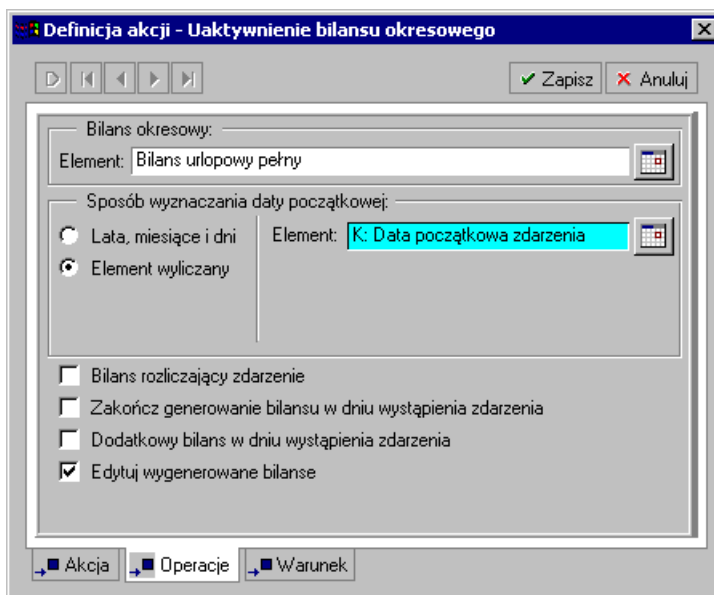 Definicja akcji - Uaktywnienie bilansu okresowego
Zapisz Anuluj
Bilans okresowy:
Element: Bilans urlopowy pełny
Sposób wyznaczania daty początkowej:
Lata, miesiące i dni Element: K: Data początkowa zdarzenia
Element wyliczany
Bilans rozliczający zdarzenie
Zakończ generowanie bilansu w dniu wystąpienia zdarzenia
Dodatkowy bilans w dniu wystąpienia zdarzenia
Edytuj wygenerowane bilanse
Akcja Operacje Warunek